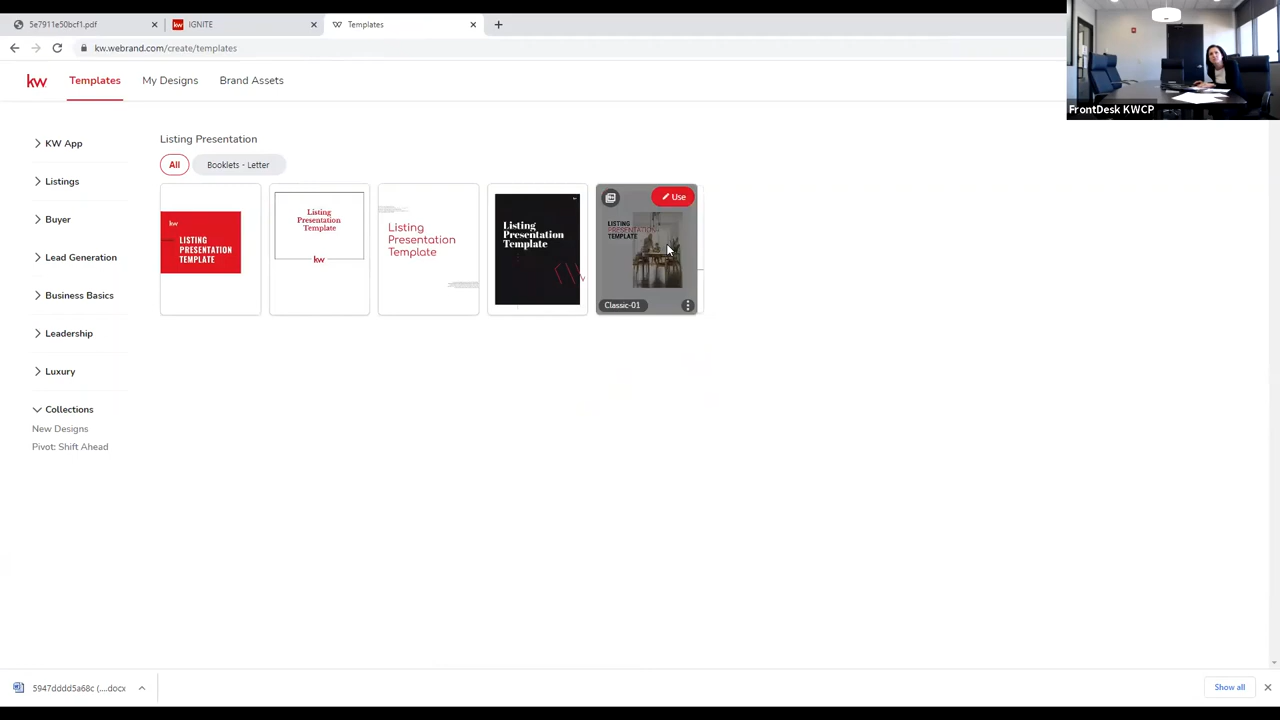 5e7911e50bcf1.pdf
kw IGNITE
Templates
kw.webrand.com/create/templates
FrontDesk KWCP
kw Templates My Designs Brand Assets
KW App
Listings
Buyer
Lead Generation
Business Basics
Leadership
Luxury
Collections
New Designs
Pivot: Shift Ahead
Listing Presentation
All
Booklets - Letter
kw
LISTING
PRESENTATION
TEMPLATE
Listing
Presentation
Template
kw
Listing
Presentation
Template
Listing
Presentation
Template
Use
LISTING
PRESENTATION
TEMPLATE
Classic-01
5947dddd5a68c (....docx
Show all